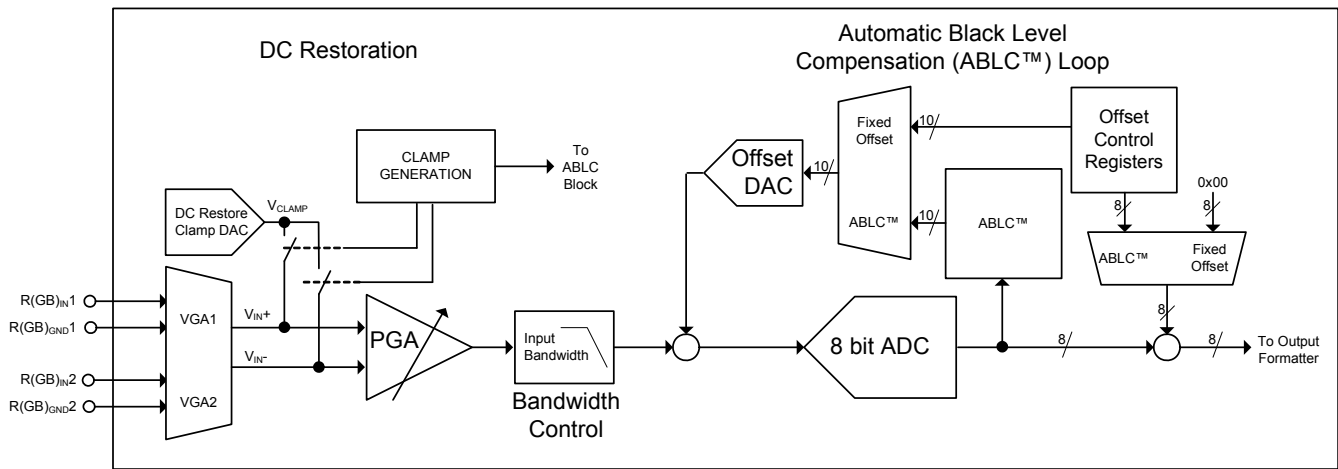 DC Restoration
Automatic Black Level
Compensation (ABLC™) Loop
CLAMP
GENERATION
To
ABLC
Block
DC Restore
Clamp DAC
VCLAMP
Offset
DAC
10
Fixed
Offset
ABLC™
10
10
ABLC™
Offset
Control
Registers
8
0x00
8
ABLC™
Fixed
Offset
8
R(GB)IN1
R(GB)GND1
R(GB)IN2
R(GB)GND2
VGA1
VGA2
VIN+
VIN-
PGA
Input
Bandwidth
Bandwidth
Control
8 bit ADC
8
8
To Output
Formatter